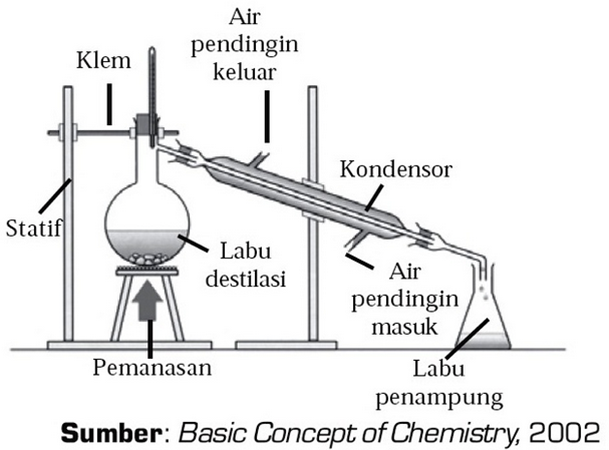 Air
pendingin
keluar
Klem
Kondensor
Statif
Labu
destilasi
Air
pendingin
masuk
Pemanasan
Labu
penampung
Sumber: Basic Concept of Chemistry, 2002